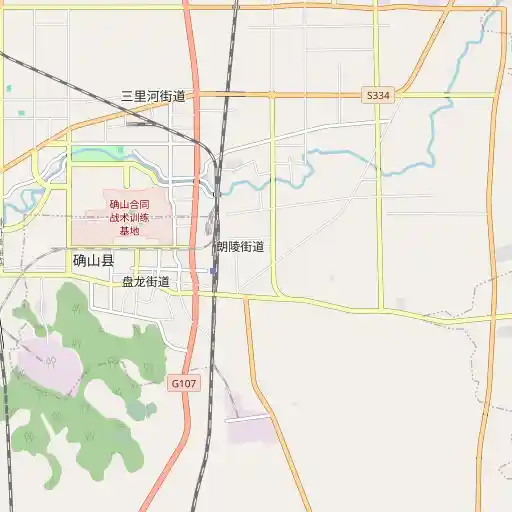 三里河街道
S334
确山合同
战术训练
基地
朗陵街道
确山县
盘龙街道
G107